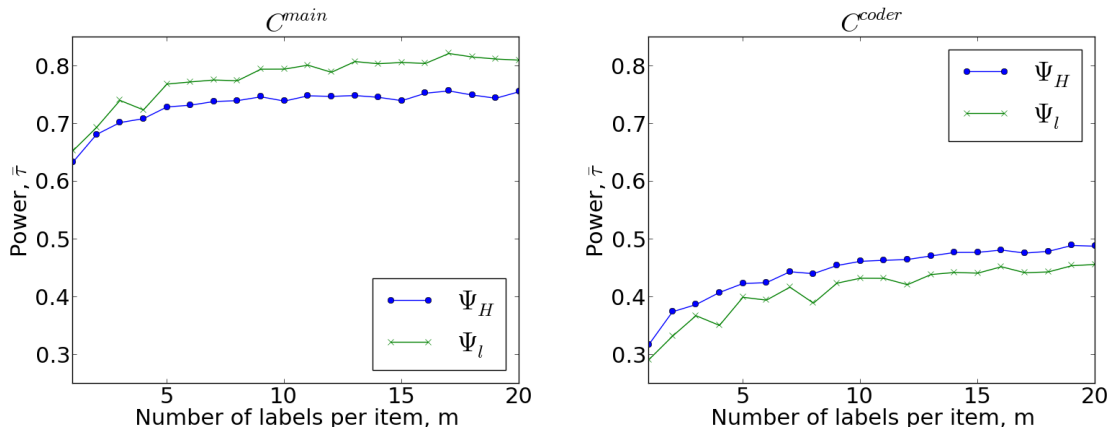 C^main
Power, τ̄
0.8
0.7
0.6
0.5
0.4
0.3
5 10 15 20
Number of labels per item, m
Ψ_H
Ψ_l
C^coder
Power, τ̄
0.8
0.7
0.6
0.5
0.4
0.3
5 10 15 20
Number of labels per item, m
Ψ_H
Ψ_l